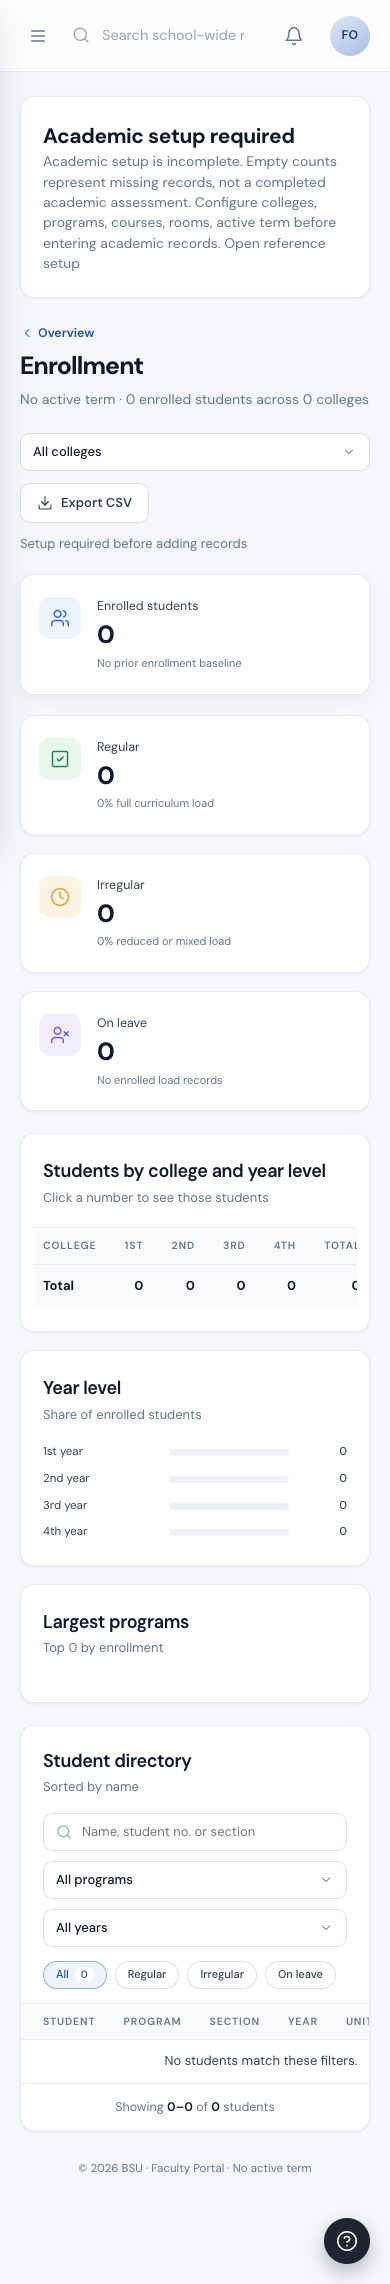 Search school-wide r
FO
Academic setup required
Academic setup is incomplete. Empty counts
represent missing records, not a completed
academic assessment. Configure colleges,
programs, courses, rooms, active term before
entering academic records. Open reference
setup
Overview
Enrollment
No active term · 0 enrolled students across 0 colleges
All colleges
Export CSV
Setup required before adding records
Enrolled students
0
No prior enrollment baseline
Regular
0
0% full curriculum load
Irregular
0
0% reduced or mixed load
On leave
0
No enrolled load records
Students by college and year level
Click a number to see those students
COLLEGE 1ST 2ND 3RD 4TH TOTAL
Total 0 0 0 0 0
Year level
Share of enrolled students
1st year 0
2nd year 0
3rd year 0
4th year 0
Largest programs
Top 0 by enrollment
Student directory
Sorted by name
Name, student no. or section
All programs
All years
All 0 Regular Irregular On leave
STUDENT PROGRAM SECTION YEAR UNIT
No students match these filters.
Showing 0–0 of 0 students
© 2026 BSU · Faculty Portal · No active term